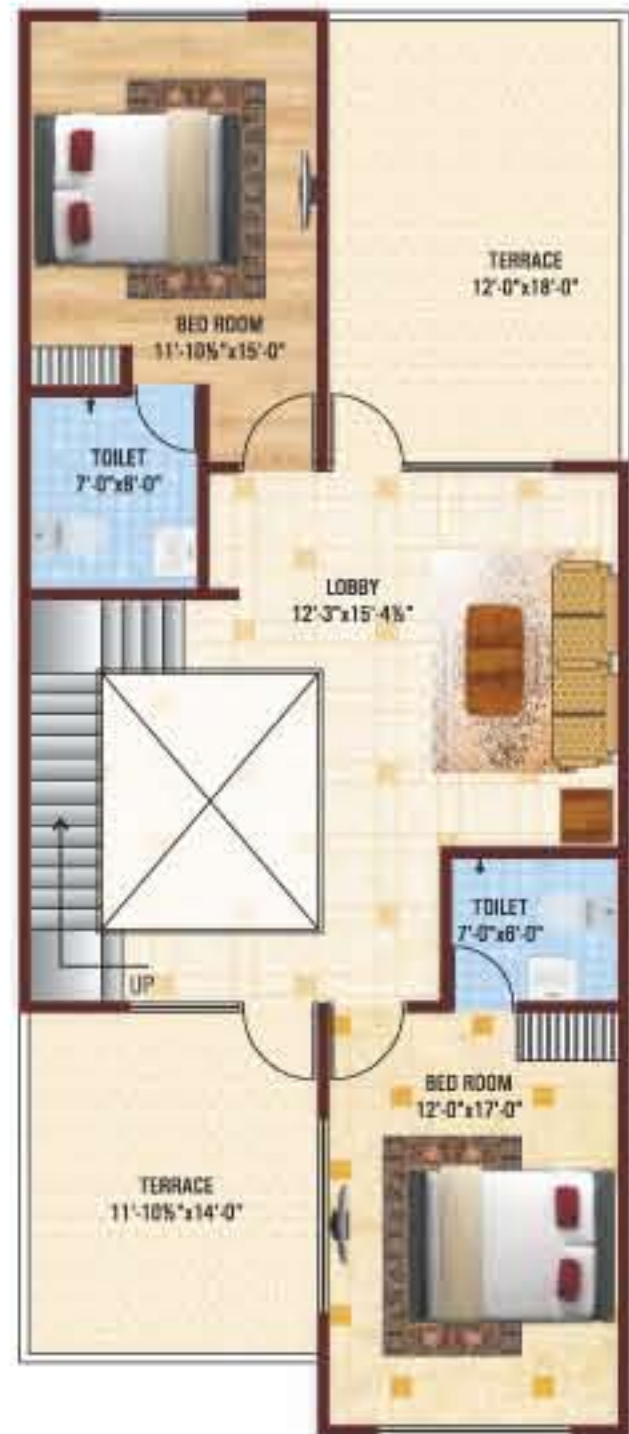 TERRACE
12'-0"x18'-0"
BED ROOM
11'-10½"x15'-0"
TOILET
7'-0"x8'-0"
LOBBY
12'-3"x15'-4½"
TOILET
7'-0"x6'-0"
UP
BED ROOM
12'-0"x17'-0"
TERRACE
11'-10½"x14'-0"